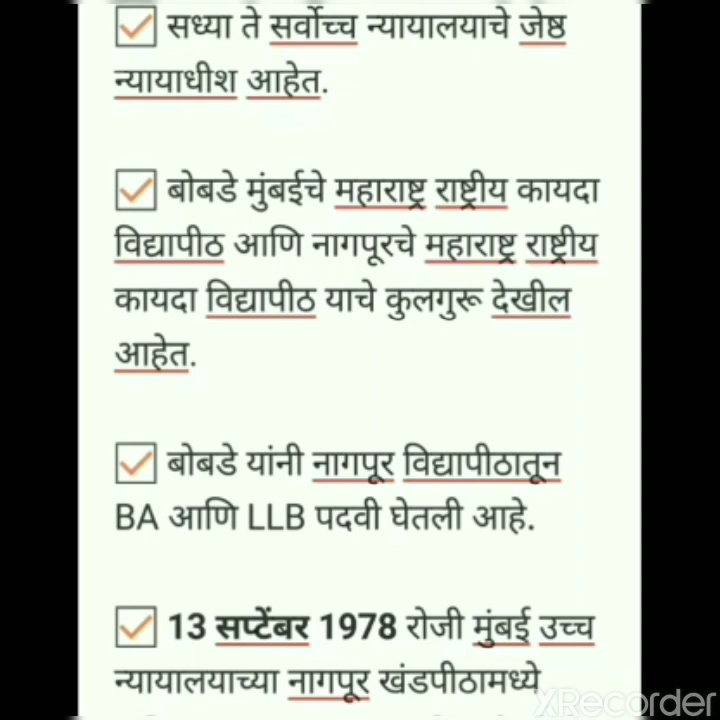 सध्या ते सर्वोच्च न्यायालयाचे जेष्ठ
न्यायाधीश आहेत.
बोबडे मुंबईचे महाराष्ट्र राष्ट्रीय कायदा
विद्यापीठ आणि नागपूरचे महाराष्ट्र राष्ट्रीय
कायदा विद्यापीठ याचे कुलगुरू देखील
आहेत.
बोबडे यांनी नागपूर विद्यापीठातून
BA आणि LLB पदवी घेतली आहे.
13 सप्टेंबर 1978 रोजी मुंबई उच्च
न्यायालयाच्या नागपूर खंडपीठामध्ये
XRecorder